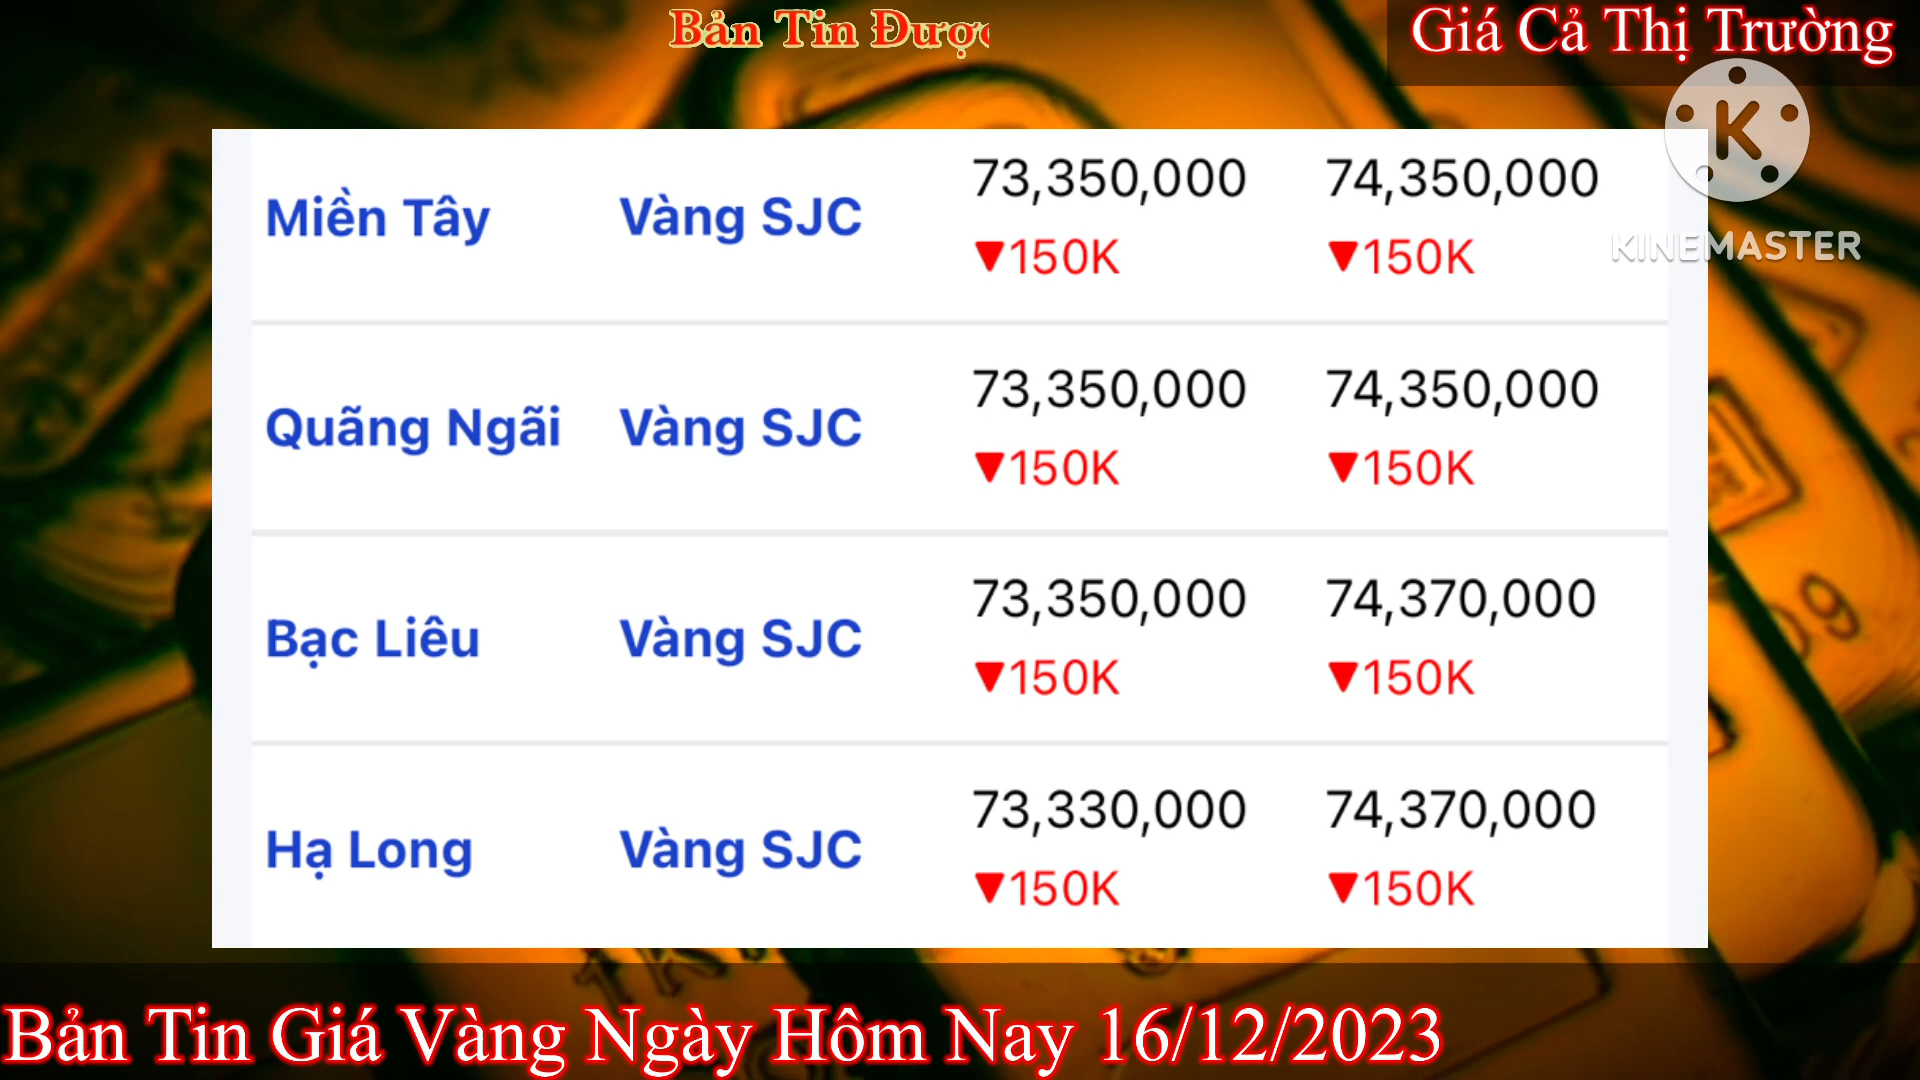 Bản Tin Được
Giá Cả Thị Trường
K
KINEMASTER
Miền Tây Vàng SJC 73,350,000 74,350,000
▼150K ▼150K
Quãng Ngãi Vàng SJC 73,350,000 74,350,000
▼150K ▼150K
Bạc Liêu Vàng SJC 73,350,000 74,370,000
▼150K ▼150K
Hạ Long Vàng SJC 73,330,000 74,370,000
▼150K ▼150K
Bản Tin Giá Vàng Ngày Hôm Nay 16/12/2023